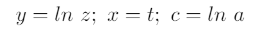 y = ln z; x = t; c = ln a